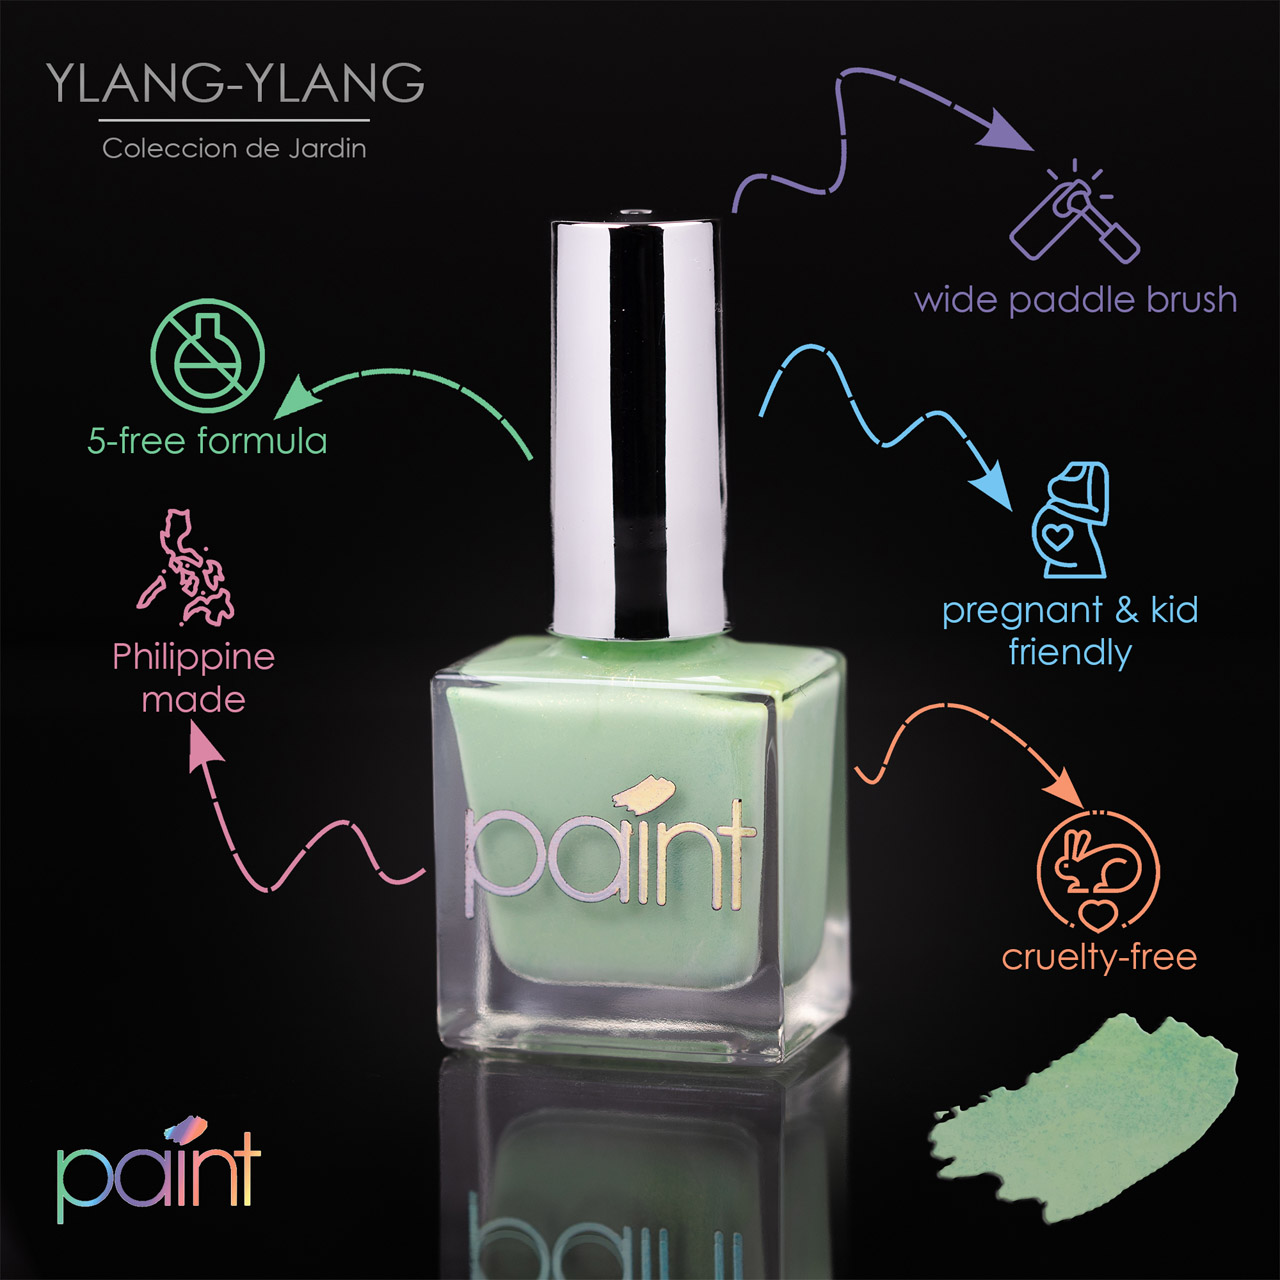 YLANG-YLANG
Coleccion de Jardin
wide paddle brush
5-free formula
pregnant & kid
friendly
Philippine
made
paint
cruelty-free
paint